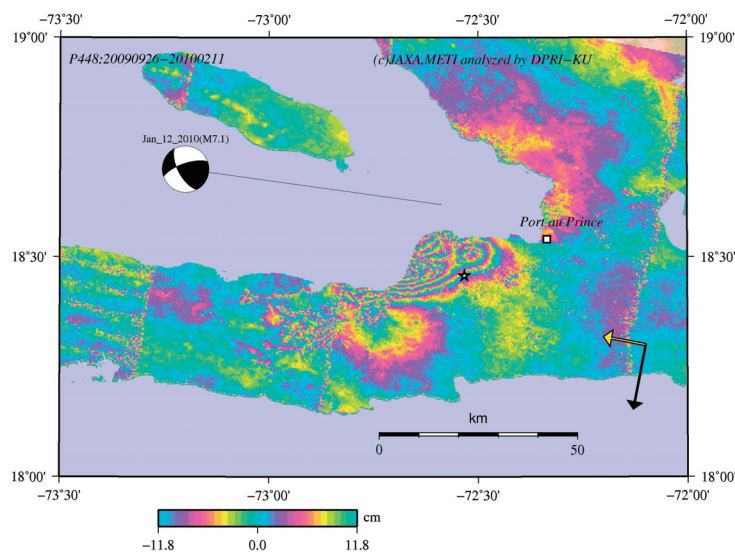 −73˚30' −73˚00' −72˚30' −72˚00'
19˚00' 19˚00'
P448:20090926−20100211 (c)JAXA,METI analyzed by DPRI−KU
Jan_12_2010(M7.1)
Port au Prince
18˚30' 18˚30'
km
0 50
18˚00' 18˚00'
−73˚30' −73˚00' −72˚30' −72˚00'
cm
−11.8 0.0 11.8